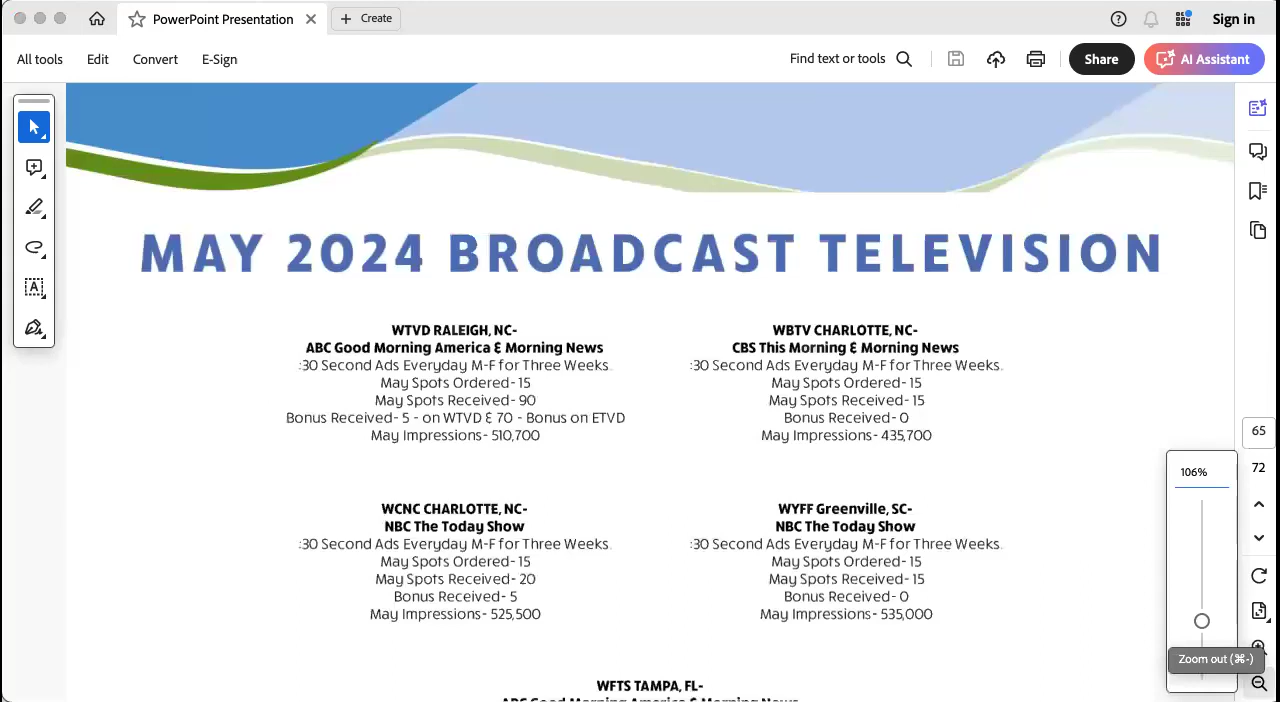 PowerPoint Presentation
Create
Sign in
All tools
Edit
Convert
E-Sign
Find text or tools
Share
AI Assistant
MAY 2024 BROADCAST TELEVISION
WTVD RALEIGH, NC-
ABC Good Morning America & Morning News
:30 Second Ads Everyday M-F for Three Weeks.
May Spots Ordered- 15
May Spots Received- 90
Bonus Received- 5 - on WTVD & 70 - Bonus on ETVD
May Impressions- 510,700
WBTV CHARLOTTE, NC-
CBS This Morning & Morning News
:30 Second Ads Everyday M-F for Three Weeks.
May Spots Ordered- 15
May Spots Received- 15
Bonus Received- 0
May Impressions- 435,700
WCNC CHARLOTTE, NC-
NBC The Today Show
:30 Second Ads Everyday M-F for Three Weeks.
May Spots Ordered- 15
May Spots Received- 20
Bonus Received- 5
May Impressions- 525,500
WYFF Greenville, SC-
NBC The Today Show
:30 Second Ads Everyday M-F for Three Weeks.
May Spots Ordered- 15
May Spots Received- 15
Bonus Received- 0
May Impressions- 535,000
WFTS TAMPA, FL-
ABC Good Morning America & Morning News
65
72
106%
Zoom out (⌘-)